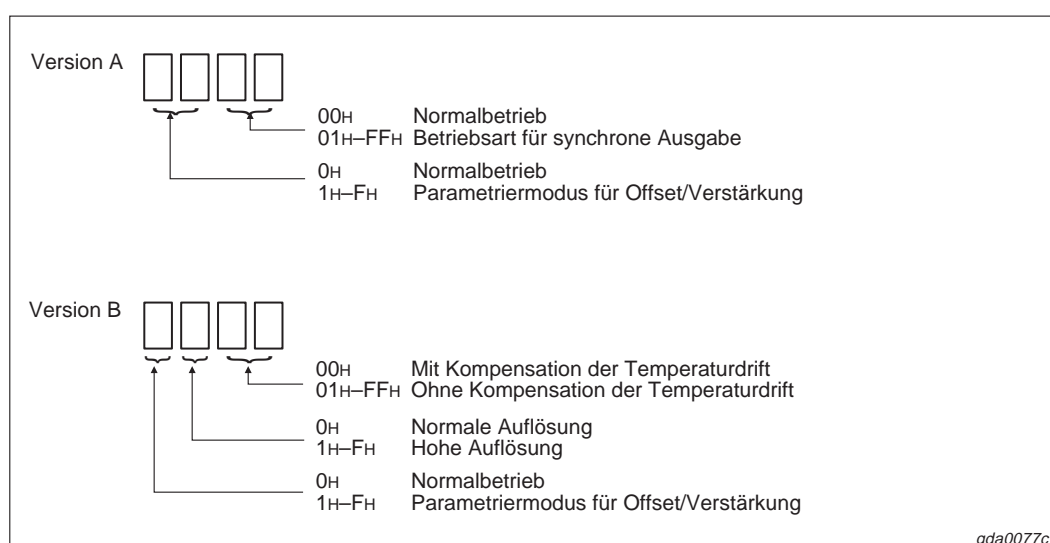 Version A
00H Normalbetrieb
01H–FFH Betriebsart für synchrone Ausgabe
0H Normalbetrieb
1H–FH Parametriermodus für Offset/Verstärkung
Version B
00H Mit Kompensation der Temperaturdrift
01H–FFH Ohne Kompensation der Temperaturdrift
0H Normale Auflösung
1H–FH Hohe Auflösung
0H Normalbetrieb
1H–FH Parametriermodus für Offset/Verstärkung
qda0077c